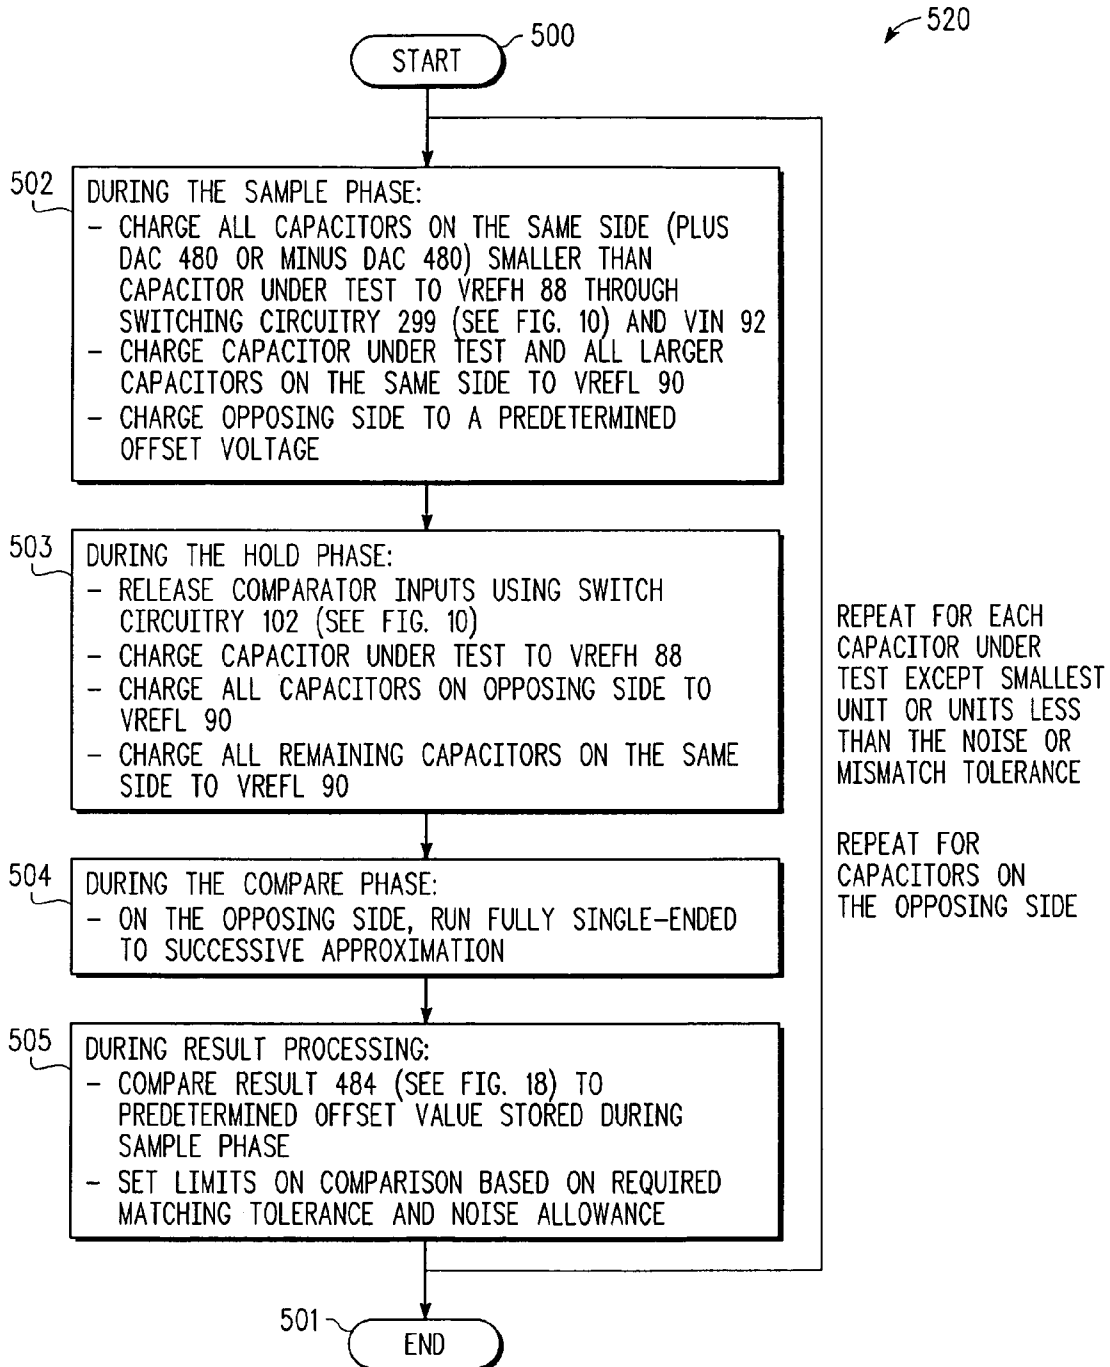 520
500
START
502
DURING THE SAMPLE PHASE:
- CHARGE ALL CAPACITORS ON THE SAME SIDE (PLUS
DAC 480 OR MINUS DAC 480) SMALLER THAN
CAPACITOR UNDER TEST TO VREFH 88 THROUGH
SWITCHING CIRCUITRY 299 (SEE FIG. 10) AND VIN 92
- CHARGE CAPACITOR UNDER TEST AND ALL LARGER
CAPACITORS ON THE SAME SIDE TO VREFL 90
- CHARGE OPPOSING SIDE TO A PREDETERMINED
OFFSET VOLTAGE
503
DURING THE HOLD PHASE:
- RELEASE COMPARATOR INPUTS USING SWITCH
CIRCUITRY 102 (SEE FIG. 10)
- CHARGE CAPACITOR UNDER TEST TO VREFH 88
- CHARGE ALL CAPACITORS ON OPPOSING SIDE TO
VREFL 90
- CHARGE ALL REMAINING CAPACITORS ON THE SAME
SIDE TO VREFL 90
REPEAT FOR EACH
CAPACITOR UNDER
TEST EXCEPT SMALLEST
UNIT OR UNITS LESS
THAN THE NOISE OR
MISMATCH TOLERANCE
REPEAT FOR
CAPACITORS ON
THE OPPOSING SIDE
504
DURING THE COMPARE PHASE:
- ON THE OPPOSING SIDE, RUN FULLY SINGLE-ENDED
TO SUCCESSIVE APPROXIMATION
505
DURING RESULT PROCESSING:
- COMPARE RESULT 484 (SEE FIG. 18) TO
PREDETERMINED OFFSET VALUE STORED DURING
SAMPLE PHASE
- SET LIMITS ON COMPARISON BASED ON REQUIRED
MATCHING TOLERANCE AND NOISE ALLOWANCE
501
END